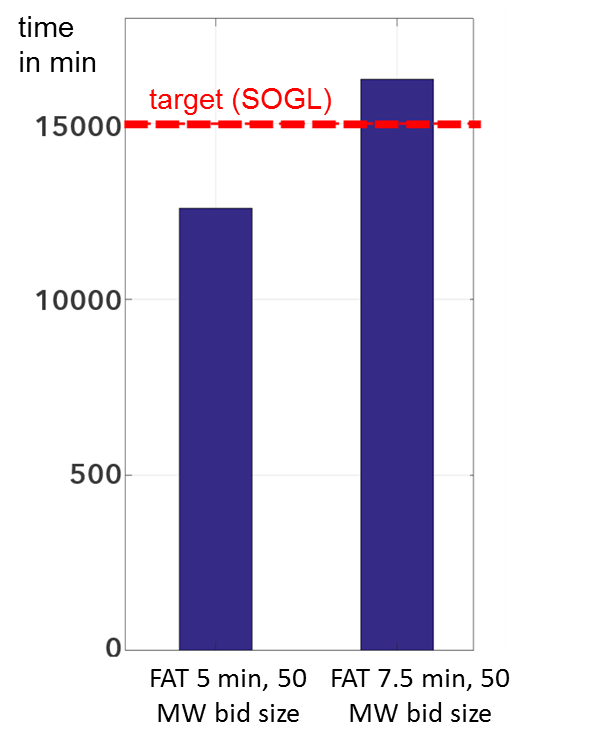 time
in min
target (SOGL)
15000
10000
500
0
FAT 5 min, 50
MW bid size
FAT 7.5 min, 50
MW bid size